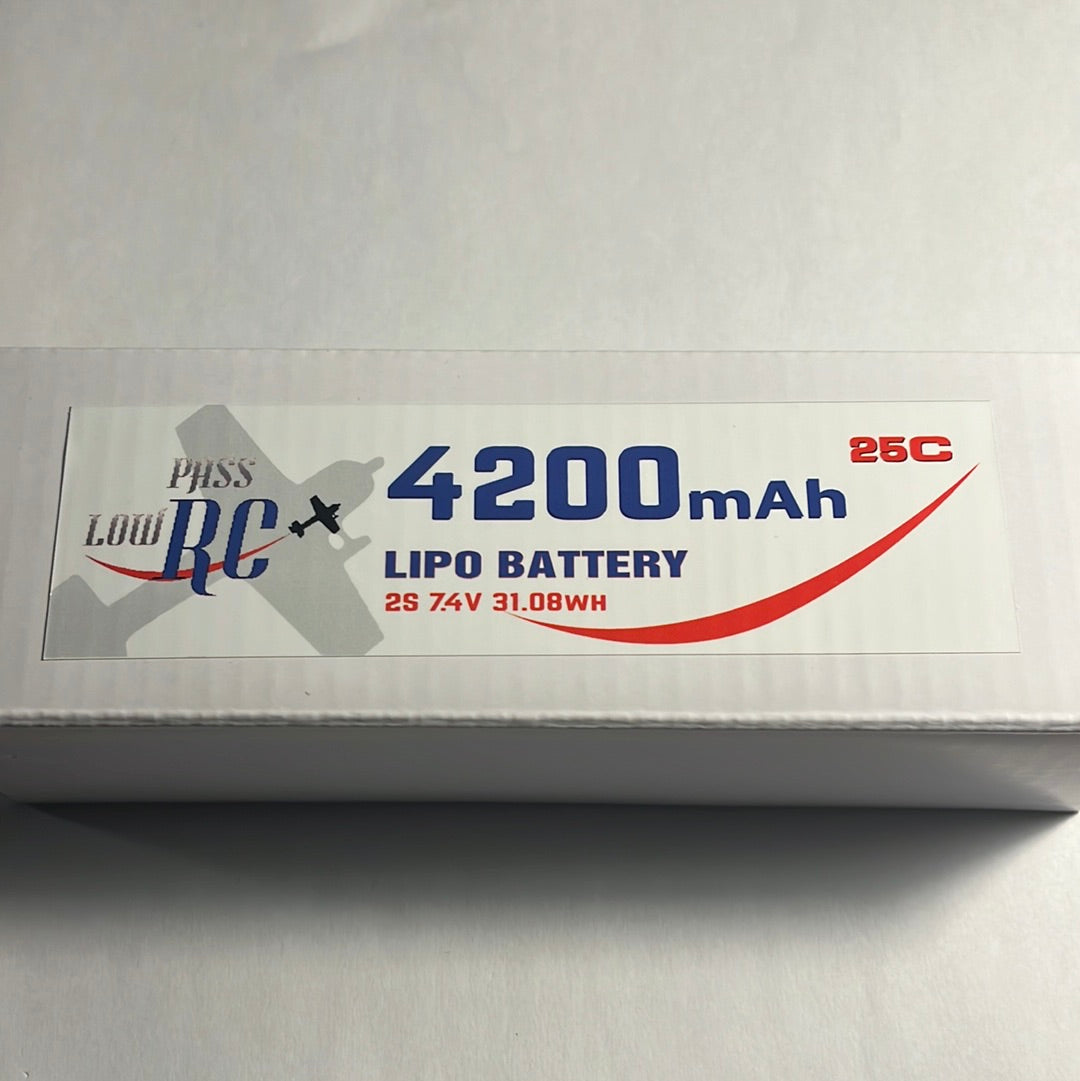 PASS
LOW RC
4200mAh
25C
LIPO BATTERY
2S 7.4V 31.08WH